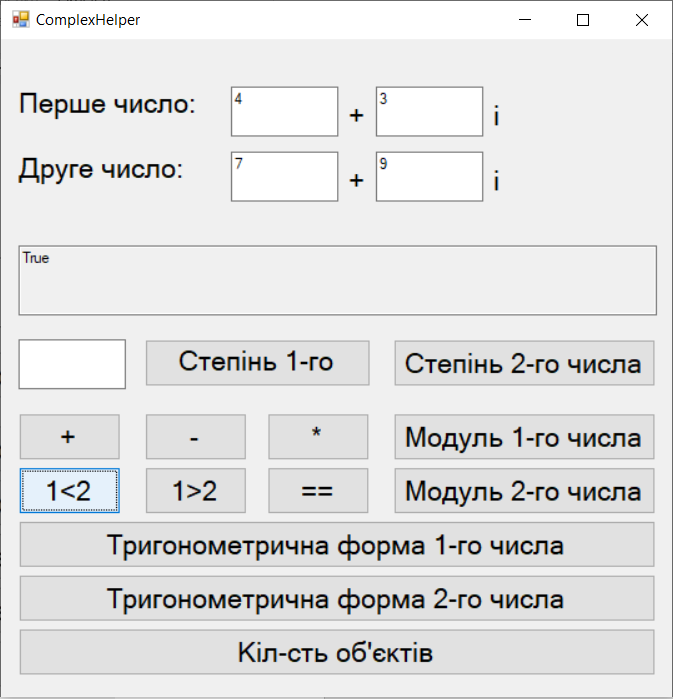 ComplexHelper
Перше число: 4 + 3 i
Друге число: 7 + 9 i
True
Степінь 1-го Степінь 2-го числа
+ - * Модуль 1-го числа
1<2 1>2 == Модуль 2-го числа
Тригонометрична форма 1-го числа
Тригонометрична форма 2-го числа
Кіл-сть об'єктів